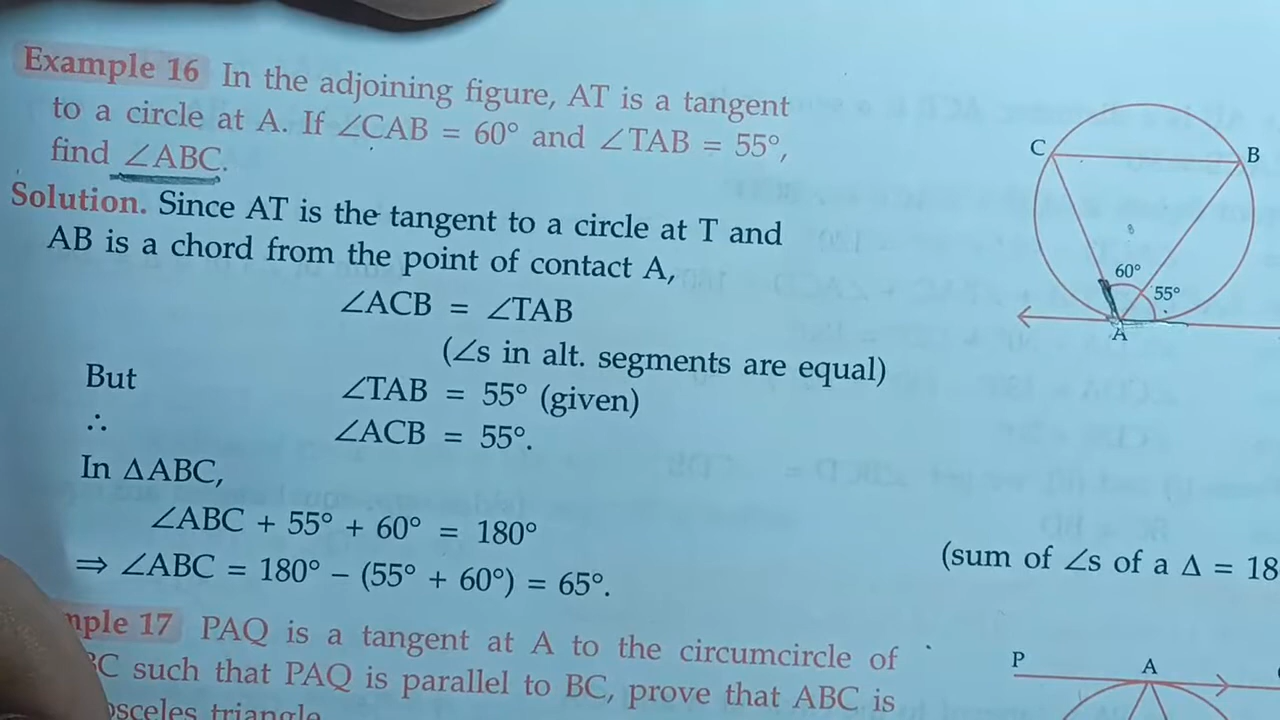 Example 16 In the adjoining figure, AT is a tangent
to a circle at A. If ∠CAB = 60° and ∠TAB = 55°,
find ∠ABC.
Solution. Since AT is the tangent to a circle at T and
AB is a chord from the point of contact A,
∠ACB = ∠TAB
(∠s in alt. segments are equal)
But ∠TAB = 55° (given)
∴ ∠ACB = 55°.
In ΔABC,
∠ABC + 55° + 60° = 180°
⇒ ∠ABC = 180° – (55° + 60°) = 65°.
(sum of ∠s of a Δ = 18
mple 17 PAQ is a tangent at A to the circumcircle of
BC such that PAQ is parallel to BC, prove that ABC is
osceles triangle
C B
60°
55°
A
P A